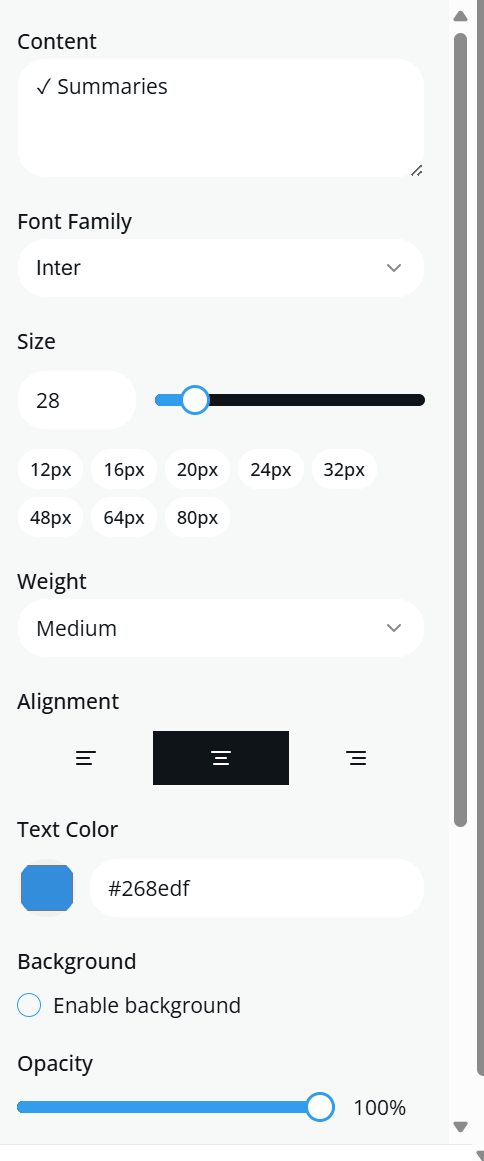 Content
✓ Summaries
Font Family
Inter
Size
28
12px 16px 20px 24px 32px
48px 64px 80px
Weight
Medium
Alignment
Text Color
#268edf
Background
Enable background
Opacity
100%